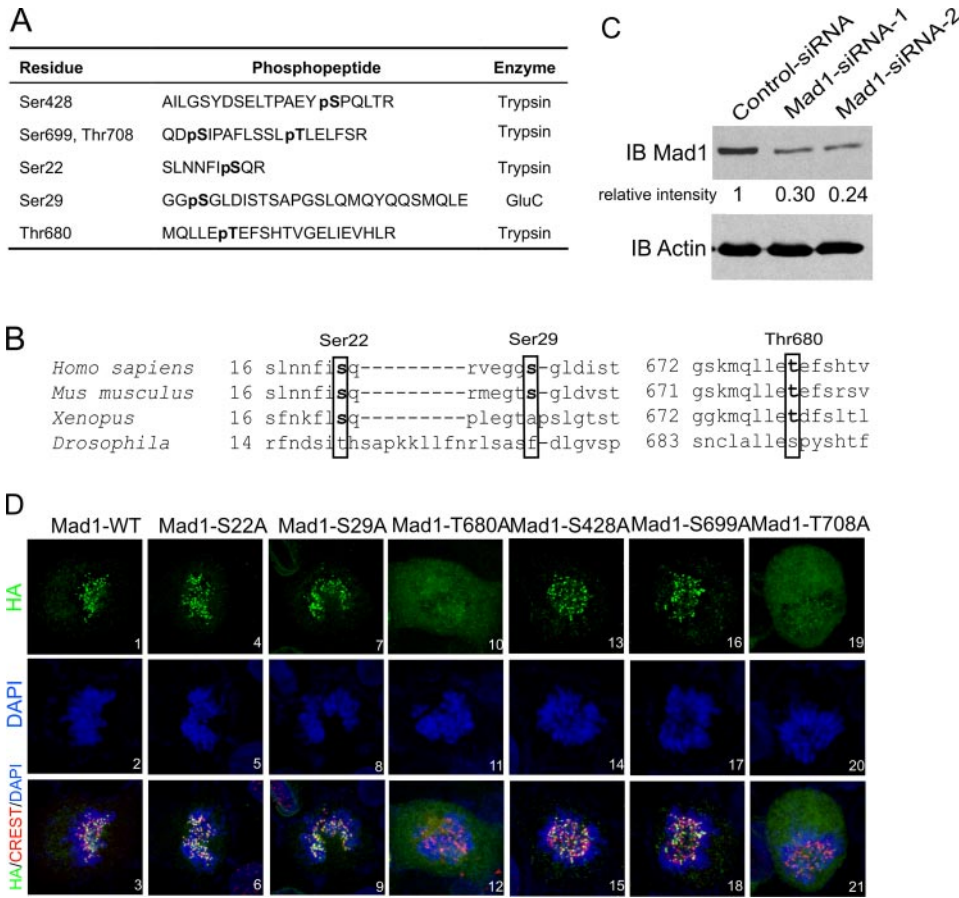 A
Residue Phosphopeptide Enzyme
Ser428 AILGSYDSELTPAEYpSPQLTR Trypsin
Ser699, Thr708 QDpSIPAFLSSLpTLELFSR Trypsin
Ser22 SLNNFIpSQR Trypsin
Ser29 GGpSGLDISTSAPGSLQMQYQQSMQLE GluC
Thr680 MQLLEpTEFSHTVGELIEVHLR Trypsin
C
Control-siRNA Mad1-siRNA-1 Mad1-siRNA-2
IB Mad1
relative intensity 1 0.30 0.24
IB Actin
B
Ser22 Ser29 Thr680
Homo sapiens 16 slnnfisq----------rveggs-gldist 672 gskmqlletefshtv
Mus musculus 16 slnnfisq----------rmegts-gldvst 671 gskmqlletefsrsv
Xenopus 16 sfnkflsq----------plegtapslgtst 672 ggkmqlletdfsltl
Drosophila 14 rfndsithsapkkllfnrlsasf-dlgvsp 683 snclallespyshtf
D
Mad1-WT Mad1-S22A Mad1-S29A Mad1-T680A Mad1-S428A Mad1-S699A Mad1-T708A
HA
1 4 7 10 13 16 19
DAPI
2 5 8 11 14 17 20
HA/CREST/DAPI
3 6 9 12 15 18 21